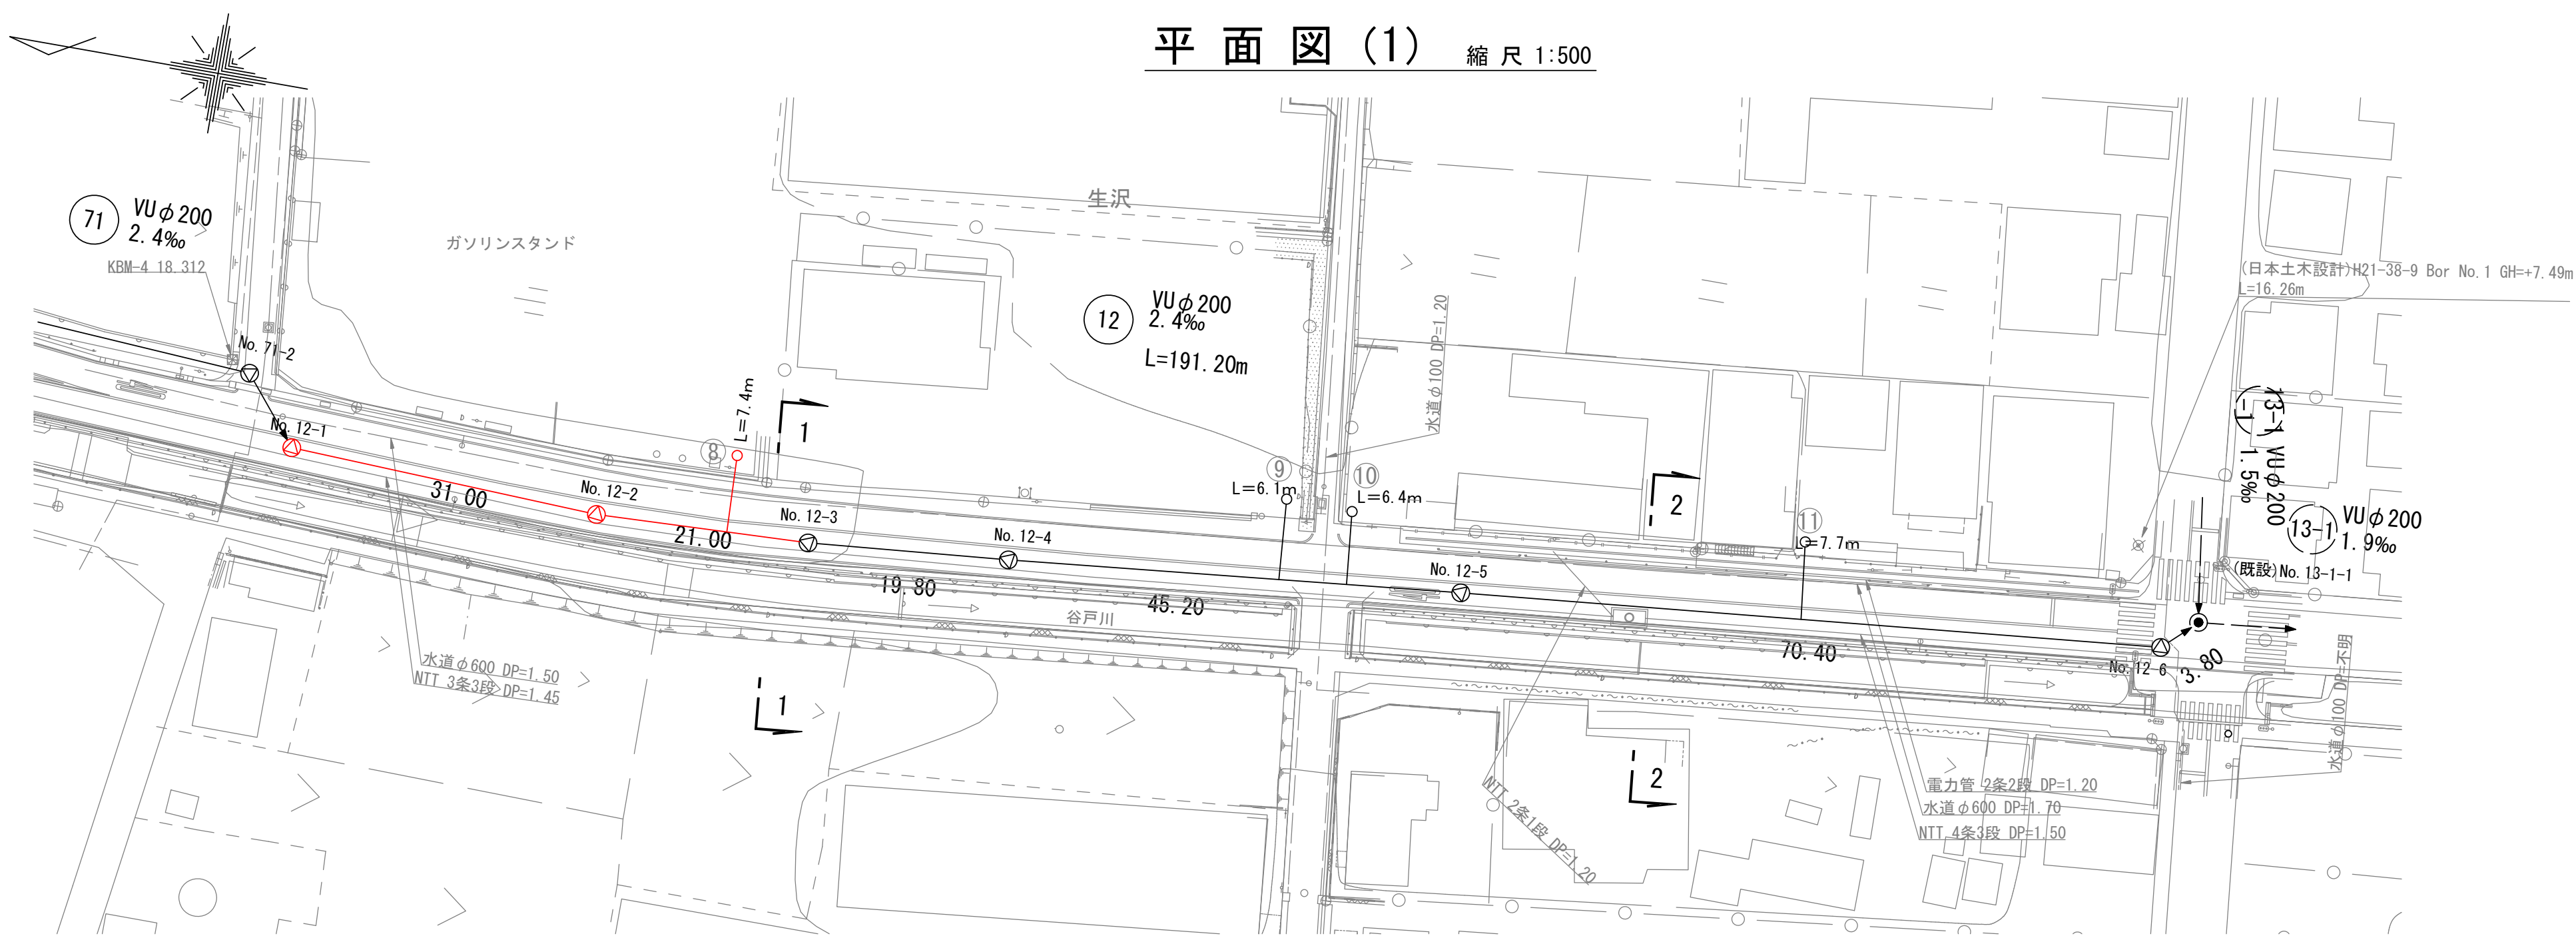 平面図(1) 縮尺 1:500
71
VUφ200
2.4‰
KBM-4 18.312
No.71-2
ガソリンスタンド
生沢
12
VUφ200
2.4‰
L=191.20m
水道φ100 DP=1.20
(日本土木設計)H21-38-9 Bor No.1 GH=+7.49m
L=16.26m
13-1
-1
VUφ200
1.5‰
13-1
VUφ200
1.9‰
(既設)No.13-1-1
No.12-1
31.00
No.12-2
21.00
8
L=7.4m
1
No.12-3
19.80
No.12-4
45.20
9
L=6.1m
10
L=6.4m
No.12-5
2
11
L=7.7m
70.40
No.12-6
3.80
谷戸川
水道φ600 DP=1.50
NTT 3条3段 DP=1.45
1
2
NTT 2条1段 DP=1.20
電力管 2条2段 DP=1.20
水道φ600 DP=1.70
NTT 4条3段 DP=1.50
水道φ100 DP=不明